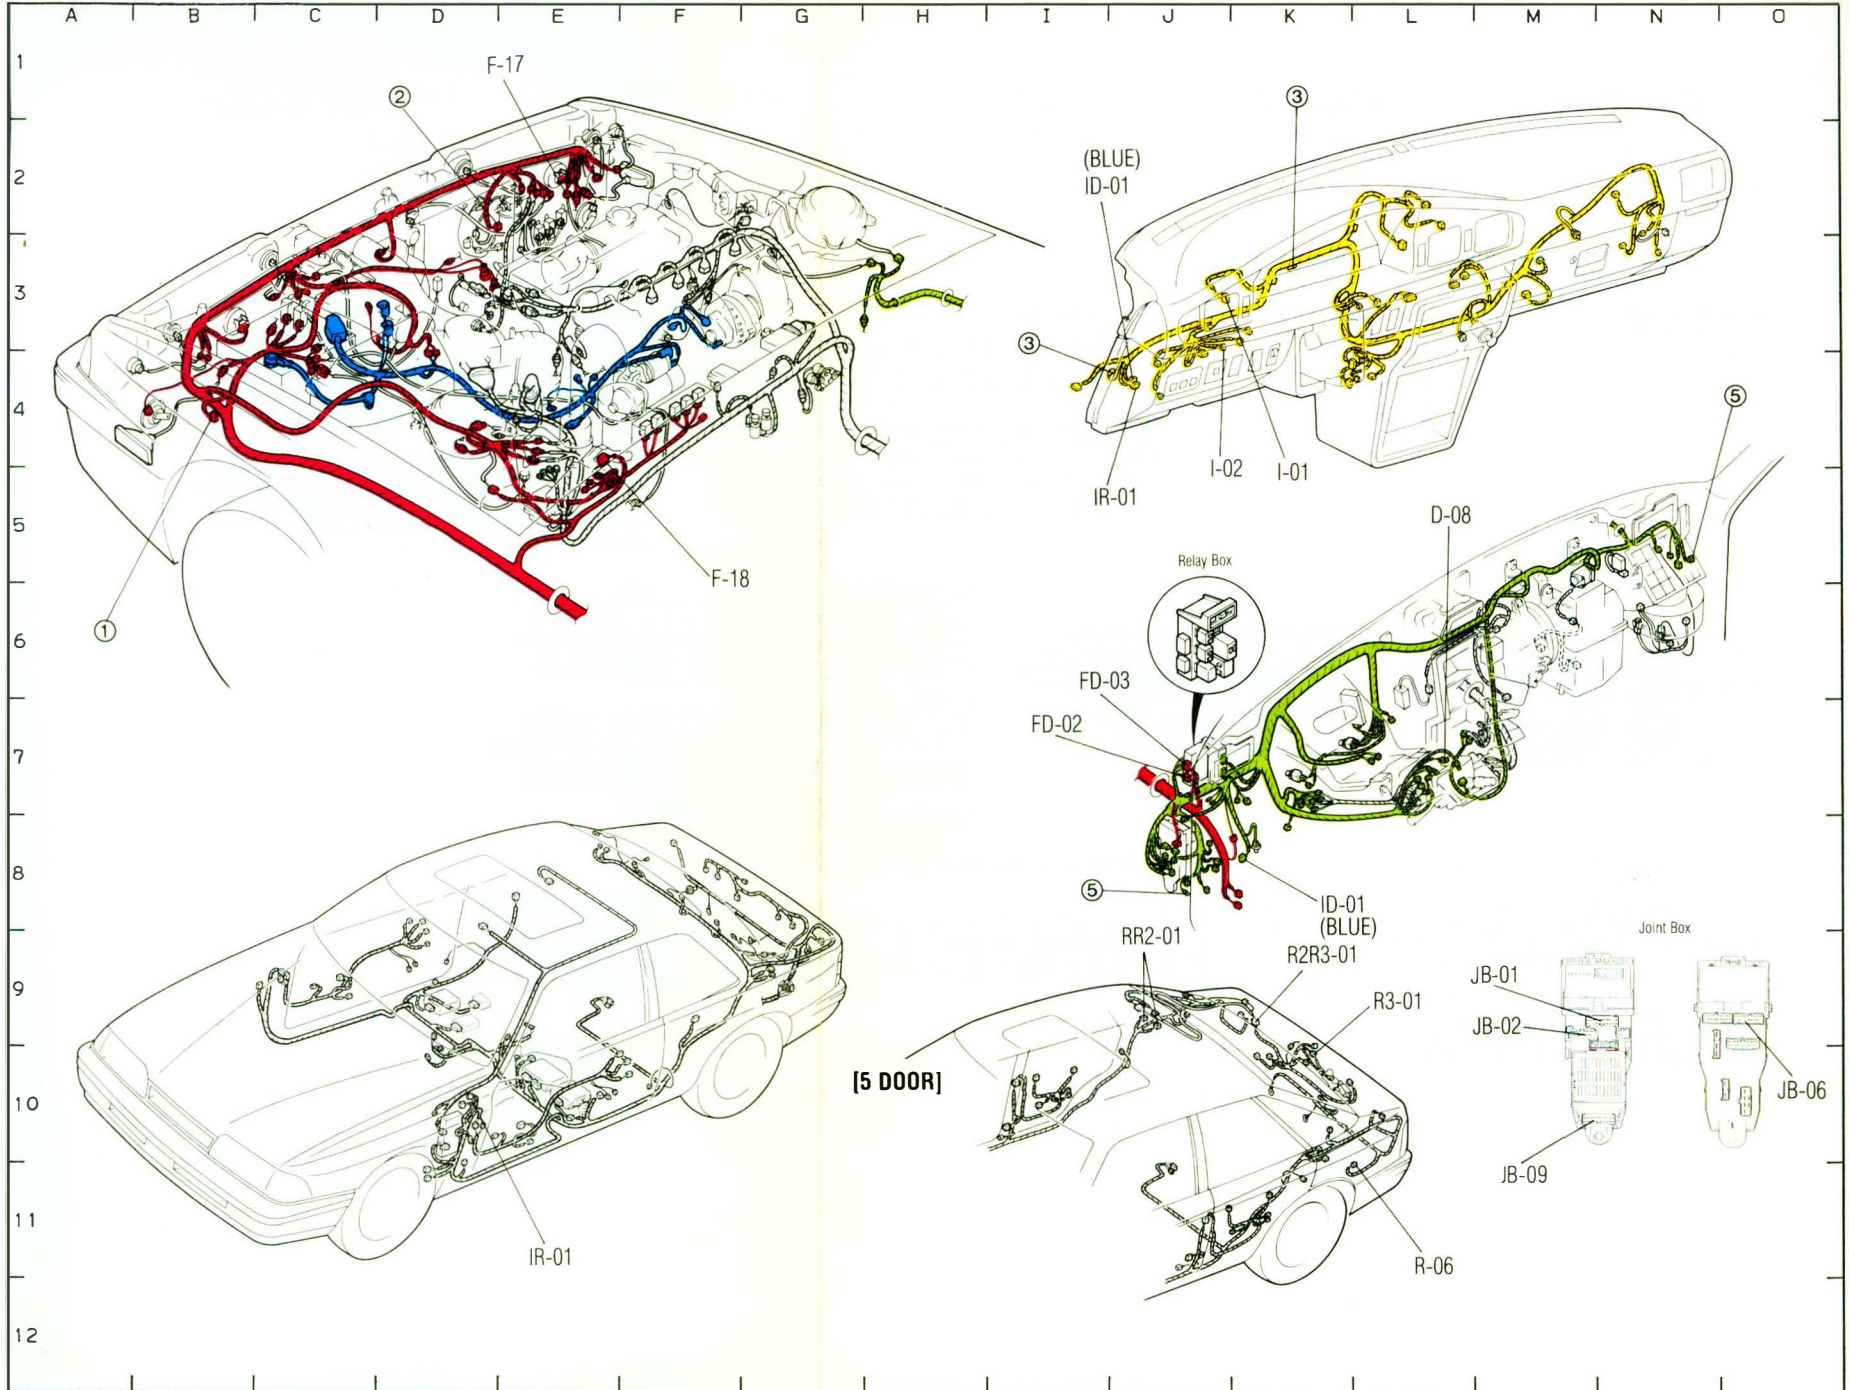 A B C D E F G H I J K L M N O
1
2
3
4
5
6
7
8
9
10
11
12
F-17
②
③
(BLUE)
ID-01
③
⑤
I-02
I-01
IR-01
D-08
F-18
①
Relay Box
FD-03
FD-02
⑤
ID-01
(BLUE)
RR2-01
R2R3-01
R3-01
Joint Box
JB-01
JB-02
JB-06
JB-09
[5 DOOR]
IR-01
R-06